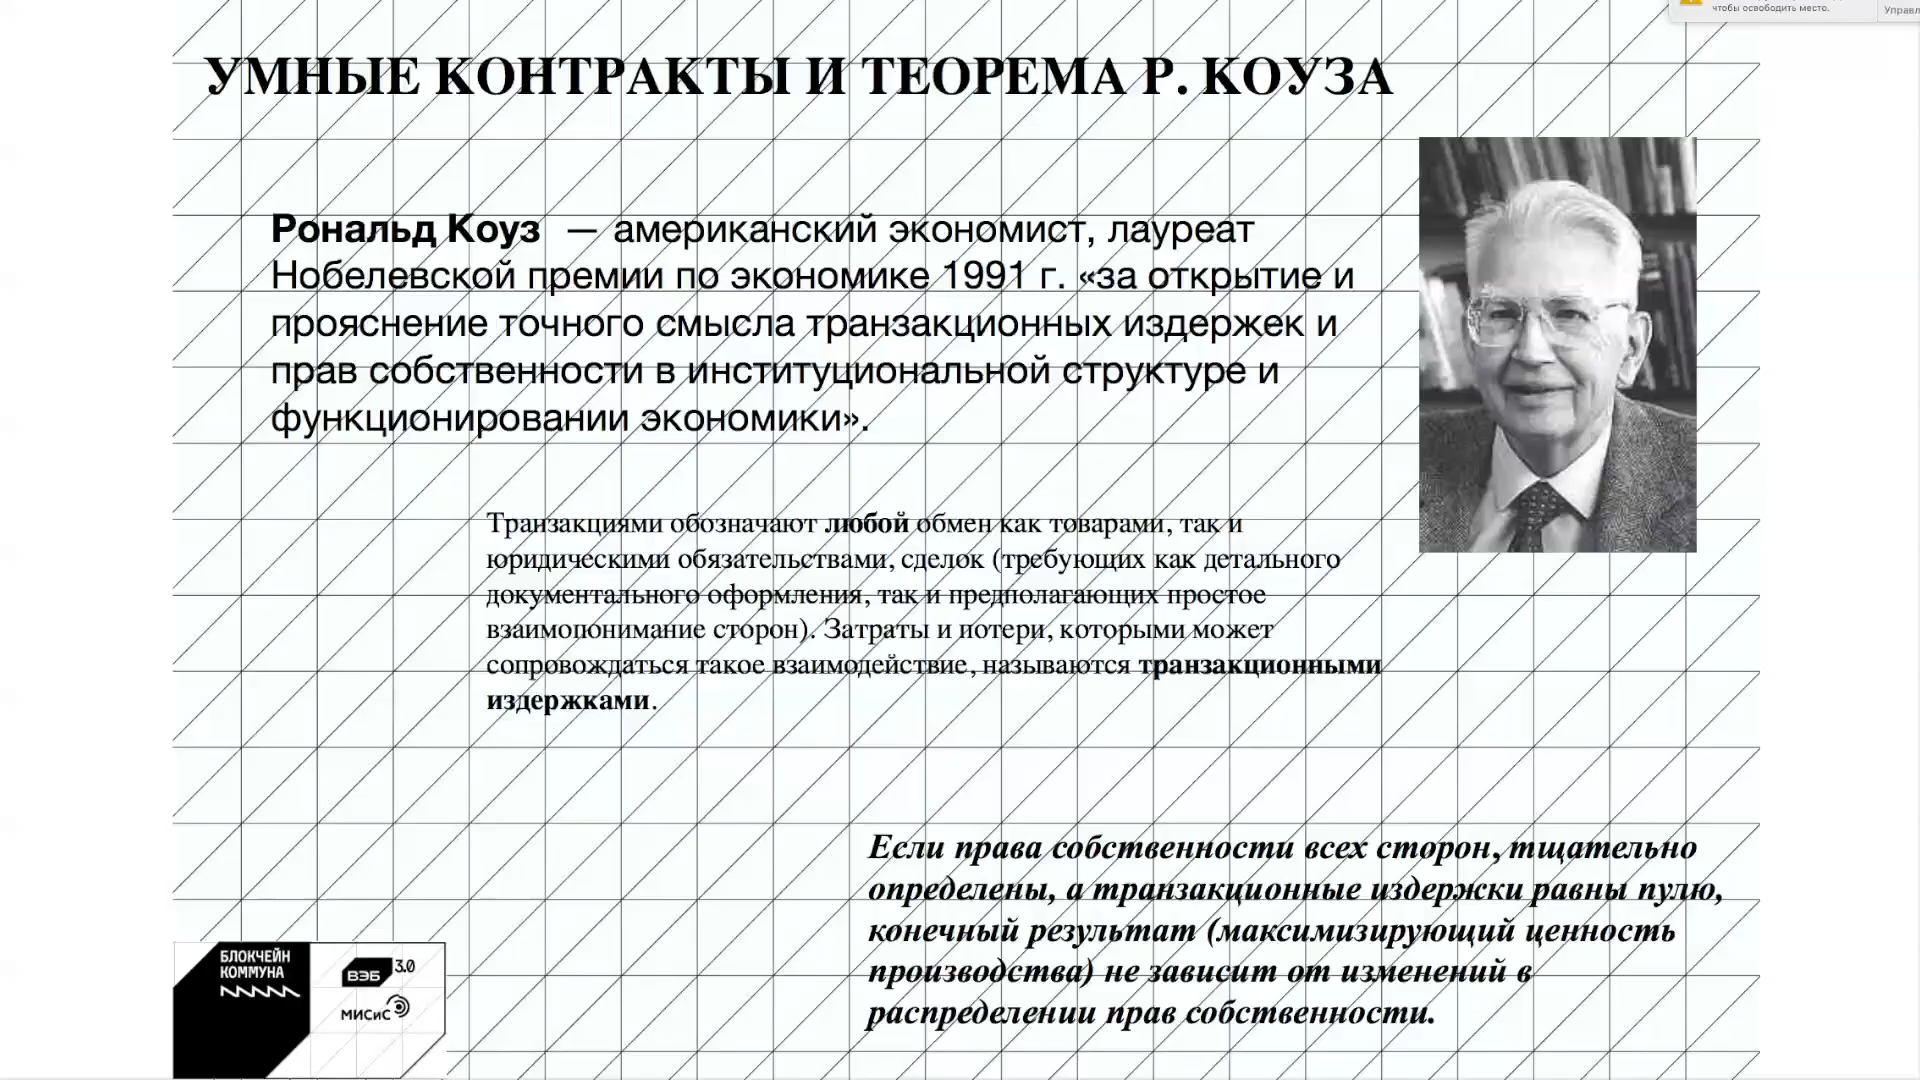 чтобы освободить место.
УМНЫЕ КОНТРАКТЫ И ТЕОРЕМА Р. КОУЗА
Рональд Коуз — американский экономист, лауреат
Нобелевской премии по экономике 1991 г. «за открытие и
прояснение точного смысла транзакционных издержек и
прав собственности в институциональной структуре и
функционировании экономики».
Транзакциями обозначают любой обмен как товарами, так и
юридическими обязательствами, сделок (требующих как детального
документального оформления, так и предполагающих простое
взаимопонимание сторон). Затраты и потери, которыми может
сопровождаться такое взаимодействие, называются транзакционными
издержками.
Если права собственности всех сторон, тщательно
определены, а транзакционные издержки равны пулю,
конечный результат (максимизирующий ценность
производства) не зависит от изменений в
распределении прав собственности.
БЛОКЧЕЙН
КОММУНА
ВЭБ 3.0
МИСиС